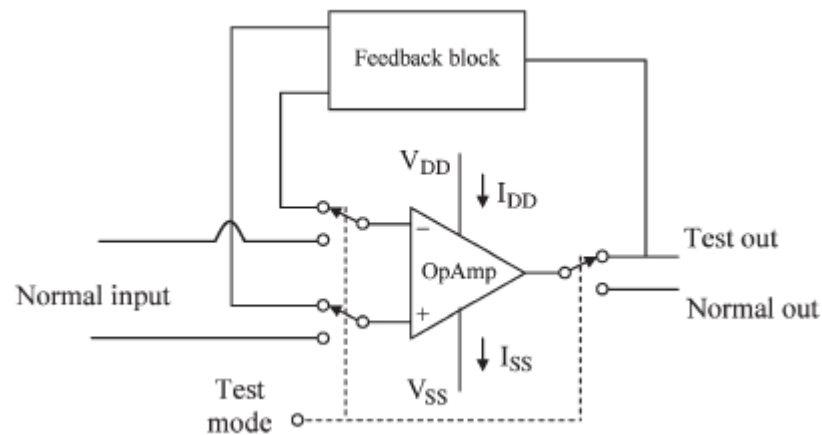 Feedback block
V_DD
I_DD
−
OpAmp
+
Test out
Normal input
Normal out
I_SS
V_SS
Test
mode